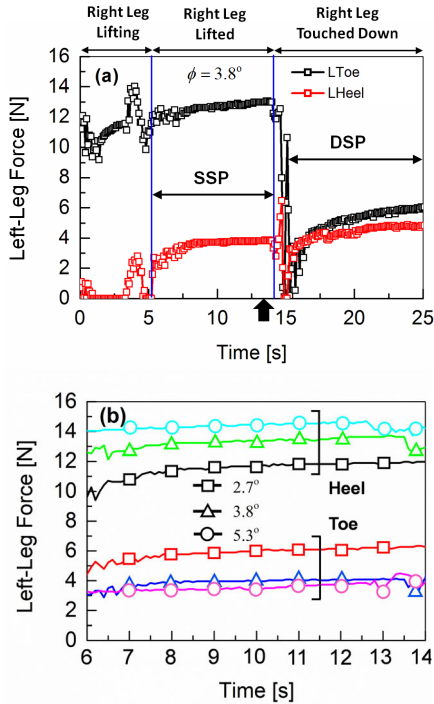 Right Leg Lifting
Right Leg Lifted
Right Leg Touched Down
(a)
ϕ = 3.8°
LToe
LHeel
SSP
DSP
Left-Leg Force [N]
16
14
12
10
8
6
4
2
0
0 5 10 15 20 25
Time [s]
(b)
2.7°
3.8°
5.3°
Heel
Toe
Left-Leg Force [N]
16
14
12
10
8
6
4
2
0
6 7 8 9 10 11 12 13 14
Time [s]